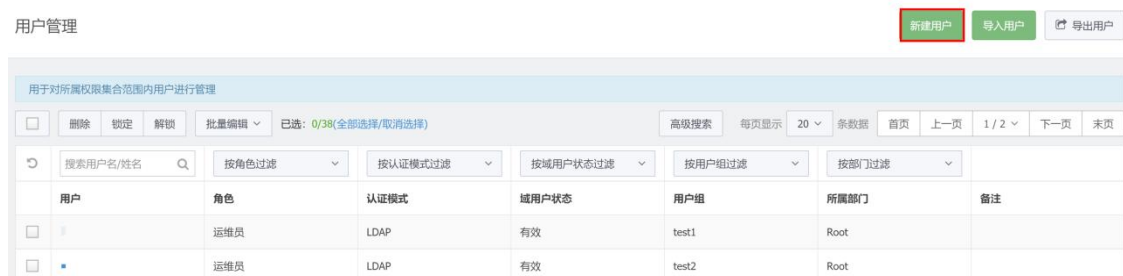 用户管理 新建用户 导入用户 导出用户
用于对所属权限集合范围内用户进行管理
删除 锁定 解锁 批量编辑 已选: 0/38(全部选择/取消选择) 高级搜索 每页显示 20 条数据 首页 上一页 1 / 2 下一页 末页
搜索用户名/姓名 按角色过滤 按认证模式过滤 按域用户状态过滤 按用户组过滤 按部门过滤
用户 角色 认证模式 域用户状态 用户组 所属部门 备注
运维员 LDAP 有效 test1 Root
运维员 LDAP 有效 test2 Root